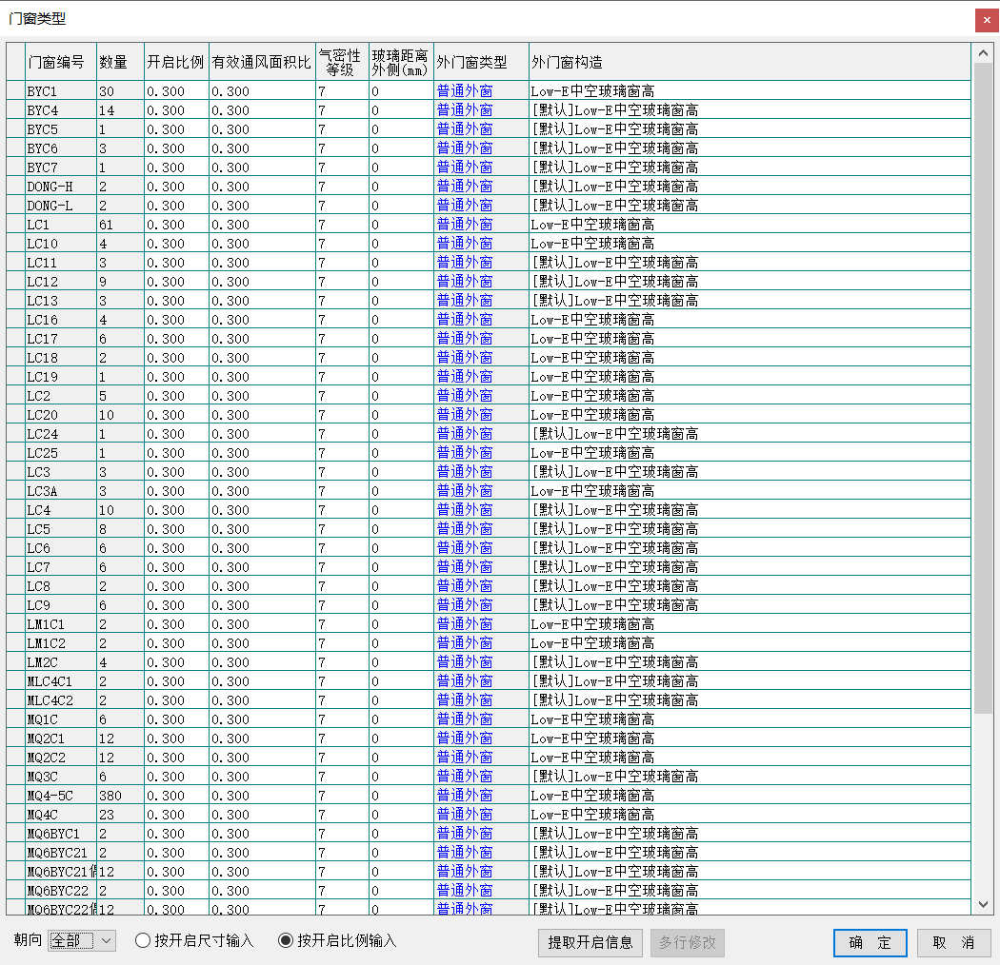 门窗类型
门窗编号 数量 开启比例 有效通风面积比 气密性等级 玻璃距离外侧(mm) 外门窗类型 外门窗构造
BYC1 30 0.300 0.300 7 0 普通外窗 Low-E中空玻璃窗高
BYC4 14 0.300 0.300 7 0 普通外窗 [默认]Low-E中空玻璃窗高
BYC5 1 0.300 0.300 7 0 普通外窗 [默认]Low-E中空玻璃窗高
BYC6 3 0.300 0.300 7 0 普通外窗 [默认]Low-E中空玻璃窗高
BYC7 1 0.300 0.300 7 0 普通外窗 [默认]Low-E中空玻璃窗高
DONG-H 2 0.300 0.300 7 0 普通外窗 [默认]Low-E中空玻璃窗高
DONG-L 2 0.300 0.300 7 0 普通外窗 [默认]Low-E中空玻璃窗高
LC1 61 0.300 0.300 7 0 普通外窗 Low-E中空玻璃窗高
LC10 4 0.300 0.300 7 0 普通外窗 Low-E中空玻璃窗高
LC11 3 0.300 0.300 7 0 普通外窗 [默认]Low-E中空玻璃窗高
LC12 9 0.300 0.300 7 0 普通外窗 [默认]Low-E中空玻璃窗高
LC13 3 0.300 0.300 7 0 普通外窗 [默认]Low-E中空玻璃窗高
LC16 4 0.300 0.300 7 0 普通外窗 Low-E中空玻璃窗高
LC17 6 0.300 0.300 7 0 普通外窗 Low-E中空玻璃窗高
LC18 2 0.300 0.300 7 0 普通外窗 Low-E中空玻璃窗高
LC19 1 0.300 0.300 7 0 普通外窗 Low-E中空玻璃窗高
LC2 5 0.300 0.300 7 0 普通外窗 Low-E中空玻璃窗高
LC20 10 0.300 0.300 7 0 普通外窗 Low-E中空玻璃窗高
LC24 1 0.300 0.300 7 0 普通外窗 [默认]Low-E中空玻璃窗高
LC25 1 0.300 0.300 7 0 普通外窗 Low-E中空玻璃窗高
LC3 3 0.300 0.300 7 0 普通外窗 [默认]Low-E中空玻璃窗高
LC3A 3 0.300 0.300 7 0 普通外窗 Low-E中空玻璃窗高
LC4 10 0.300 0.300 7 0 普通外窗 [默认]Low-E中空玻璃窗高
LC5 8 0.300 0.300 7 0 普通外窗 [默认]Low-E中空玻璃窗高
LC6 6 0.300 0.300 7 0 普通外窗 [默认]Low-E中空玻璃窗高
LC7 6 0.300 0.300 7 0 普通外窗 [默认]Low-E中空玻璃窗高
LC8 2 0.300 0.300 7 0 普通外窗 [默认]Low-E中空玻璃窗高
LC9 6 0.300 0.300 7 0 普通外窗 [默认]Low-E中空玻璃窗高
LM1C1 2 0.300 0.300 7 0 普通外窗 Low-E中空玻璃窗高
LM1C2 2 0.300 0.300 7 0 普通外窗 Low-E中空玻璃窗高
LM2C 4 0.300 0.300 7 0 普通外窗 [默认]Low-E中空玻璃窗高
MLC4C1 2 0.300 0.300 7 0 普通外窗 [默认]Low-E中空玻璃窗高
MLC4C2 2 0.300 0.300 7 0 普通外窗 [默认]Low-E中空玻璃窗高
MQ1C 6 0.300 0.300 7 0 普通外窗 Low-E中空玻璃窗高
MQ2C1 12 0.300 0.300 7 0 普通外窗 Low-E中空玻璃窗高
MQ2C2 12 0.300 0.300 7 0 普通外窗 Low-E中空玻璃窗高
MQ3C 6 0.300 0.300 7 0 普通外窗 [默认]Low-E中空玻璃窗高
MQ4-5C 380 0.300 0.300 7 0 普通外窗 Low-E中空玻璃窗高
MQ4C 23 0.300 0.300 7 0 普通外窗 Low-E中空玻璃窗高
MQ6BYC1 2 0.300 0.300 7 0 普通外窗 [默认]Low-E中空玻璃窗高
MQ6BYC21 2 0.300 0.300 7 0 普通外窗 [默认]Low-E中空玻璃窗高
MQ6BYC21 12 0.300 0.300 7 0 普通外窗 [默认]Low-E中空玻璃窗高
MQ6BYC22 2 0.300 0.300 7 0 普通外窗 [默认]Low-E中空玻璃窗高
MQ6BYC22 12 0.300 0.300 7 0 普通外窗 [默认]Low-E中空玻璃窗高
朝向 全部 按开启尺寸输入 按开启比例输入 提取开启信息 多行修改 确 定 取 消